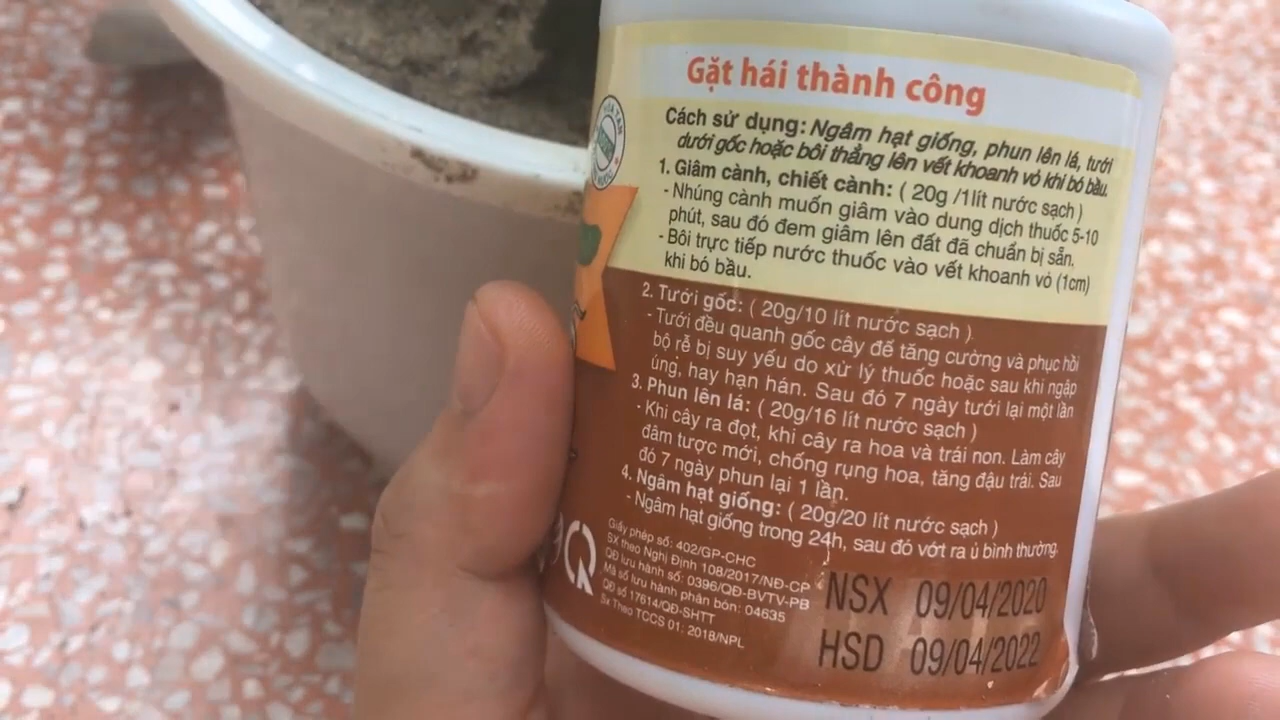 Gặt hái thành công
Cách sử dụng: Ngâm hạt giống, phun lên lá, tưới
dưới gốc hoặc bôi thẳng lên vết khoanh vỏ khi bó bầu.
1. Giâm cành, chiết cành: ( 20g /1lít nước sạch )
- Nhúng cành muốn giâm vào dung dịch thuốc 5-10
phút, sau đó đem giâm lên đất đã chuẩn bị sẵn.
- Bôi trực tiếp nước thuốc vào vết khoanh vỏ (1cm)
khi bó bầu.
2. Tưới gốc: ( 20g/10 lít nước sạch ).
- Tưới đều quanh gốc cây để tăng cường và phục hồi
bộ rễ bị suy yếu do xử lý thuốc hoặc sau khi ngập
úng, hay hạn hán. Sau đó 7 ngày tưới lại một lần
3. Phun lên lá: ( 20g/16 lít nước sạch )
- Khi cây ra đọt, khi cây ra hoa và trái non. Làm cây
đâm tược mới, chống rụng hoa, tăng đậu trái. Sau
đó 7 ngày phun lại 1 lần.
4. Ngâm hạt giống: ( 20g/20 lít nước sạch )
- Ngâm hạt giống trong 24h, sau đó vớt ra ủ bình thường.
Giấy phép số: 402/GP-CHC
SX theo Nghị Định 108/2017/NĐ-CP
QĐ lưu hành số: 0396/QĐ-BVTV-PB
Mã số lưu hành phân bón: 04635
QĐ số 17614/QĐ-SHTT
Sx Theo TCCS 01: 2018/NPL
NSX 09/04/2020
HSD 09/04/2022